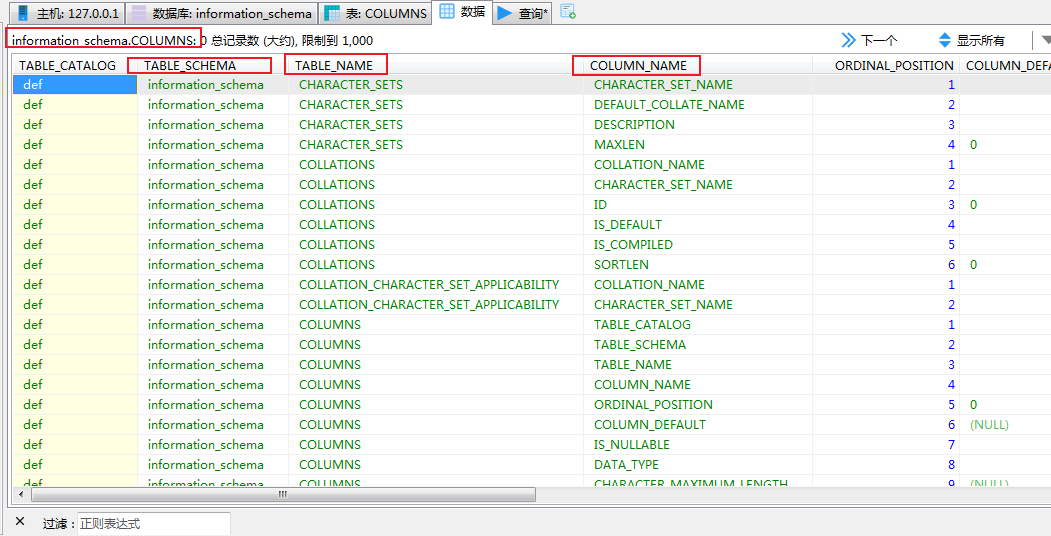 主机: 127.0.0.1 数据库: information_schema 表: COLUMNS 数据 查询*
information_schema.COLUMNS: 0 总记录数 (大约), 限制到 1,000 下一个 显示所有
TABLE_CATALOG TABLE_SCHEMA TABLE_NAME COLUMN_NAME ORDINAL_POSITION COLUMN_DEFA
def information_schema CHARACTER_SETS CHARACTER_SET_NAME 1
def information_schema CHARACTER_SETS DEFAULT_COLLATE_NAME 2
def information_schema CHARACTER_SETS DESCRIPTION 3
def information_schema CHARACTER_SETS MAXLEN 4 0
def information_schema COLLATIONS COLLATION_NAME 1
def information_schema COLLATIONS CHARACTER_SET_NAME 2
def information_schema COLLATIONS ID 3 0
def information_schema COLLATIONS IS_DEFAULT 4
def information_schema COLLATIONS IS_COMPILED 5
def information_schema COLLATIONS SORTLEN 6 0
def information_schema COLLATION_CHARACTER_SET_APPLICABILITY COLLATION_NAME 1
def information_schema COLLATION_CHARACTER_SET_APPLICABILITY CHARACTER_SET_NAME 2
def information_schema COLUMNS TABLE_CATALOG 1
def information_schema COLUMNS TABLE_SCHEMA 2
def information_schema COLUMNS TABLE_NAME 3
def information_schema COLUMNS COLUMN_NAME 4
def information_schema COLUMNS ORDINAL_POSITION 5 0
def information_schema COLUMNS COLUMN_DEFAULT 6 (NULL)
def information_schema COLUMNS IS_NULLABLE 7
def information_schema COLUMNS DATA_TYPE 8
def information_schema COLUMNS CHARACTER_MAXIMUM_LENGTH 9 (NULL)
过滤: 正则表达式